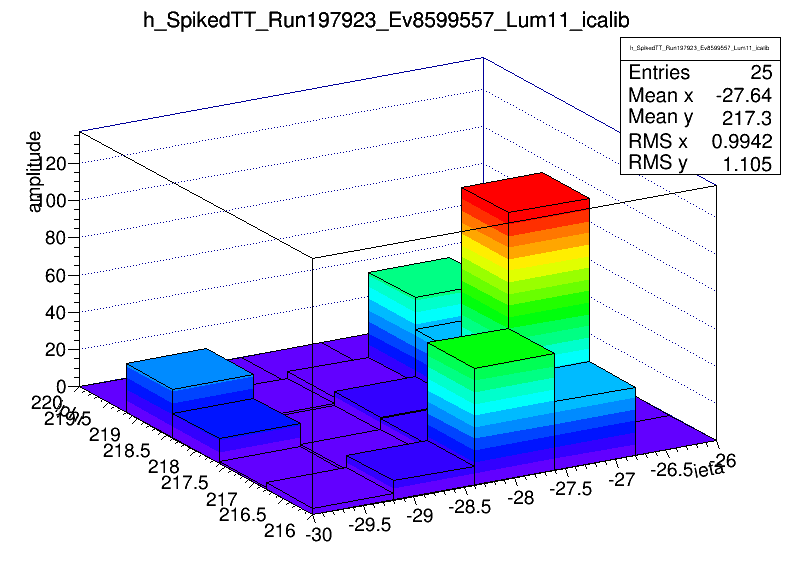 h_SpikedTT_Run197923_Ev8599557_Lum11_icalib
h_SpikedTT_Run197923_Ev8599557_Lum11_icalib
Entries 25
Mean x -27.64
Mean y 217.3
RMS x 0.9942
RMS y 1.105
amplitude
120
100
80
60
40
20
0
220
219.5
219
218.5
218
217.5
217
216.5
216
iphi
-30
-29.5
-29
-28.5
-28
-27.5
-27
-26.5
-26
ieta